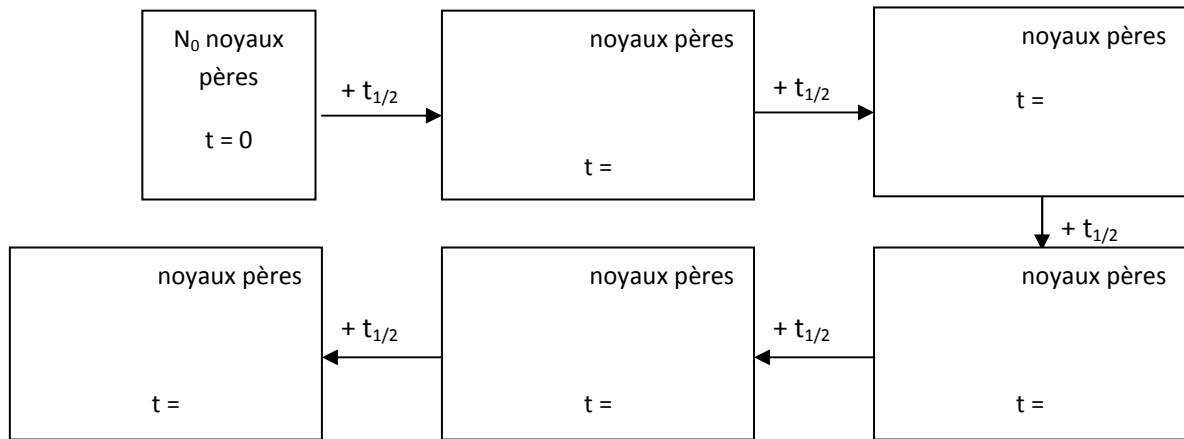 N₀ noyaux
pères
t = 0
+ t₁/₂
noyaux pères
t =
+ t₁/₂
noyaux pères
t =
+ t₁/₂
noyaux pères
t =
+ t₁/₂
noyaux pères
t =
+ t₁/₂
noyaux pères
t =